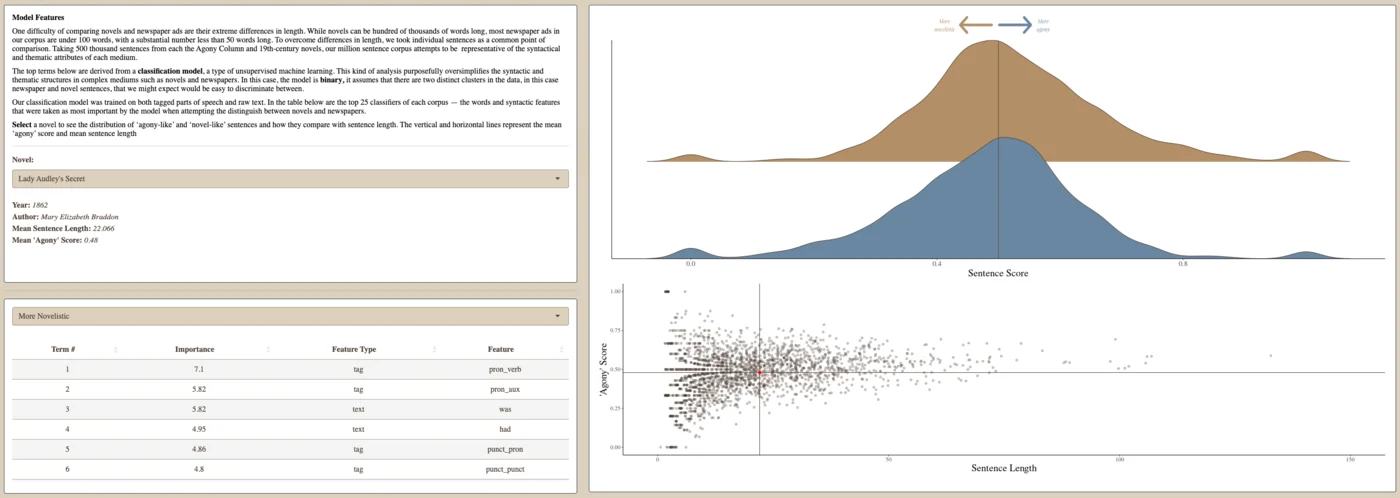 Model Features
One difficulty of comparing novels and newspaper ads are their extreme differences in length. While novels can be hundred of thousands of words long, most newspaper ads in
our corpus are under 100 words, with a substantial number less than 50 words long. To overcome differences in length, we took individual sentences as a common point of
comparison. Taking 500 thousand sentences from each the Agony Column and 19th-century novels, our million sentence corpus attempts to be representative of the syntactical
and thematic attributes of each medium.
The top terms below are derived from a classification model, a type of unsupervised machine learning. This kind of analysis purposefully oversimplifies the syntactic and
thematic structures in complex mediums such as novels and newspapers. In this case, the model is binary, it assumes that there are two distinct clusters in the data, in this case
newspaper and novel sentences, that we might expect would be easy to discriminate between.
Our classification model was trained on both tagged parts of speech and raw text. In the table below are the top 25 classifiers of each corpus — the words and syntactic features
that were taken as most important by the model when attempting the distinguish between novels and newspapers.
Select a novel to see the distribution of 'agony-like' and 'novel-like' sentences and how they compare with sentence length. The vertical and horizontal lines represent the mean
'agony' score and mean sentence length
Novel:
Lady Audley's Secret
Year: 1862
Author: Mary Elizabeth Braddon
Mean Sentence Length: 22.066
Mean 'Agony' Score: 0.48
More Novelistic
Term # Importance Feature Type Feature
1 7.1 tag pron_verb
2 5.82 tag pron_aux
3 5.82 text was
4 4.95 text had
5 4.86 tag punct_pron
6 4.8 tag punct_punct
More
novelistic
More
agony
0.0 0.4 0.8
Sentence Score
1.00
0.75
0.50
0.25
0.00
'Agony' Score
0 50 100 150
Sentence Length